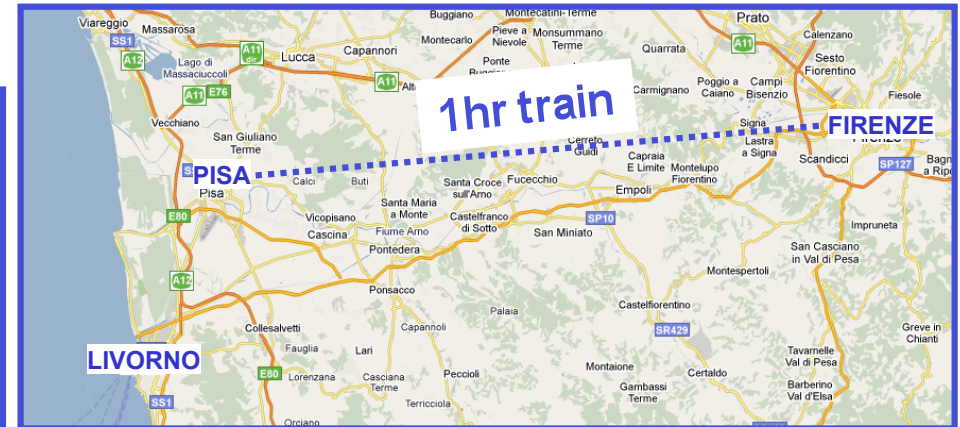 Viareggio
Massarosa
Buggiano
Montecatini-Terme
Prato
Calenzano
SS1
A12
A11
dir
Lucca
Capannori
Montecarlo
Pieve a
Nievole
Monsummano
Terme
Quarrata
A11
Sesto
Fiorentino
Lago di
Massaciuccoli
A11
E76
A11
Ponte
Poggio a
Caiano
Campi
Bisenzio
Fiesole
Carmignano
1hr train
Vecchiano
San Giuliano
Terme
Signa
FIRENZE
Cerreto
Guidi
Lastra
a Signa
Capraia
E Limite
Montelupo
Fiorentino
Scandicci
SP127
PISA
Pisa
Calci
Buti
Santa Croce
sull'Arno
Fucecchio
Empoli
Santa Maria
a Monte
E80
Vicopisano
Cascina
Fiume Arno
Castelfranco
di Sotto
SP10
San Miniato
Impruneta
Pontedera
San Casciano
in Val di Pesa
A12
Montespertoli
Ponsacco
Castelfiorentino
Palaia
Collesalvetti
Capannoli
SR429
Greve in
Chianti
LIVORNO
Fauglia
Lari
Tavarnelle
Val di Pesa
E80
Lorenzana
Casciana
Terme
Peccioli
Montaione
Certaldo
Gambassi
Terme
Barberino
Val d'Elsa
SS1
Terricciola
Orciano